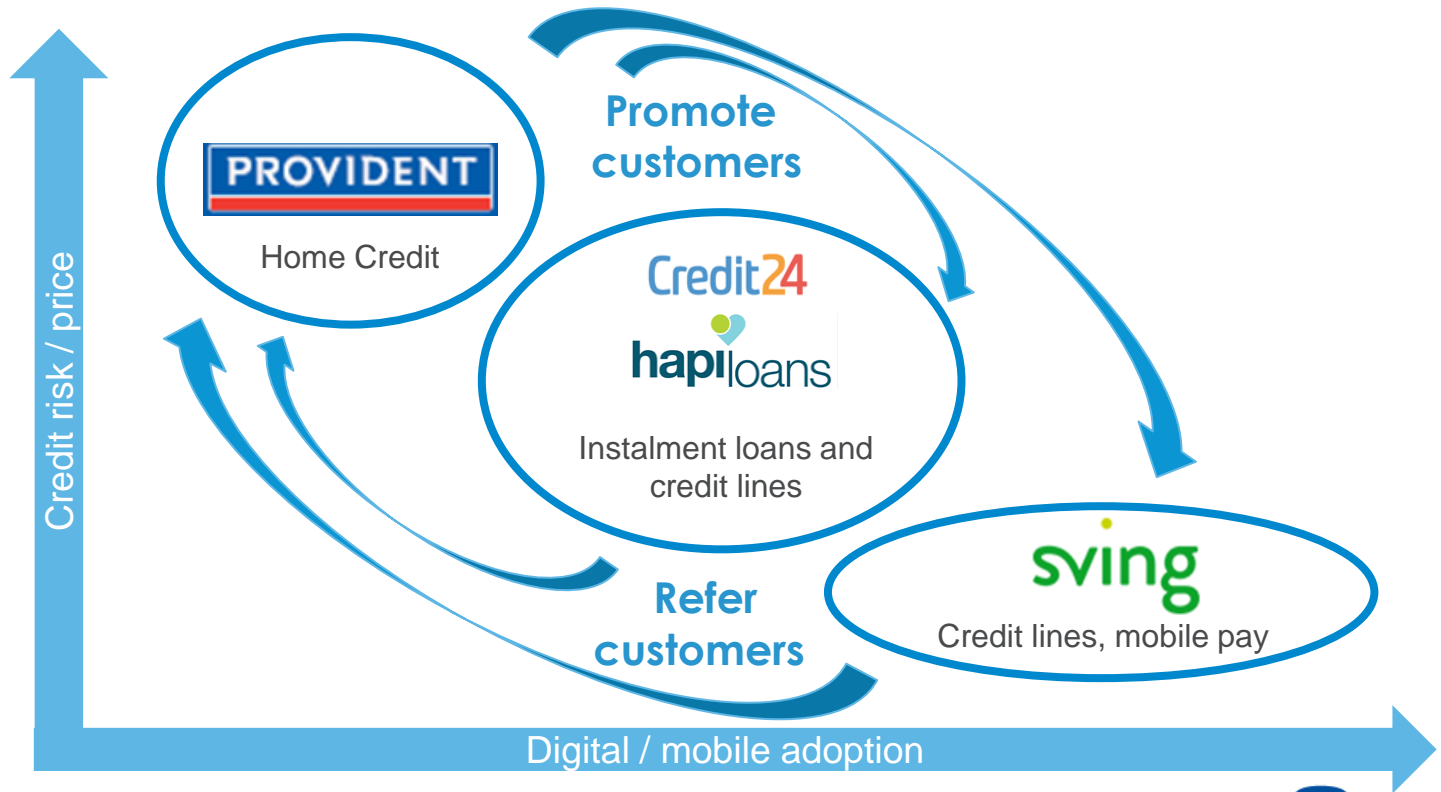 Promote
customers
PROVIDENT
Home Credit
Credit24
hapiloans
Instalment loans and
credit lines
Credit risk / price
Refer
customers
sving
Credit lines, mobile pay
Digital / mobile adoption